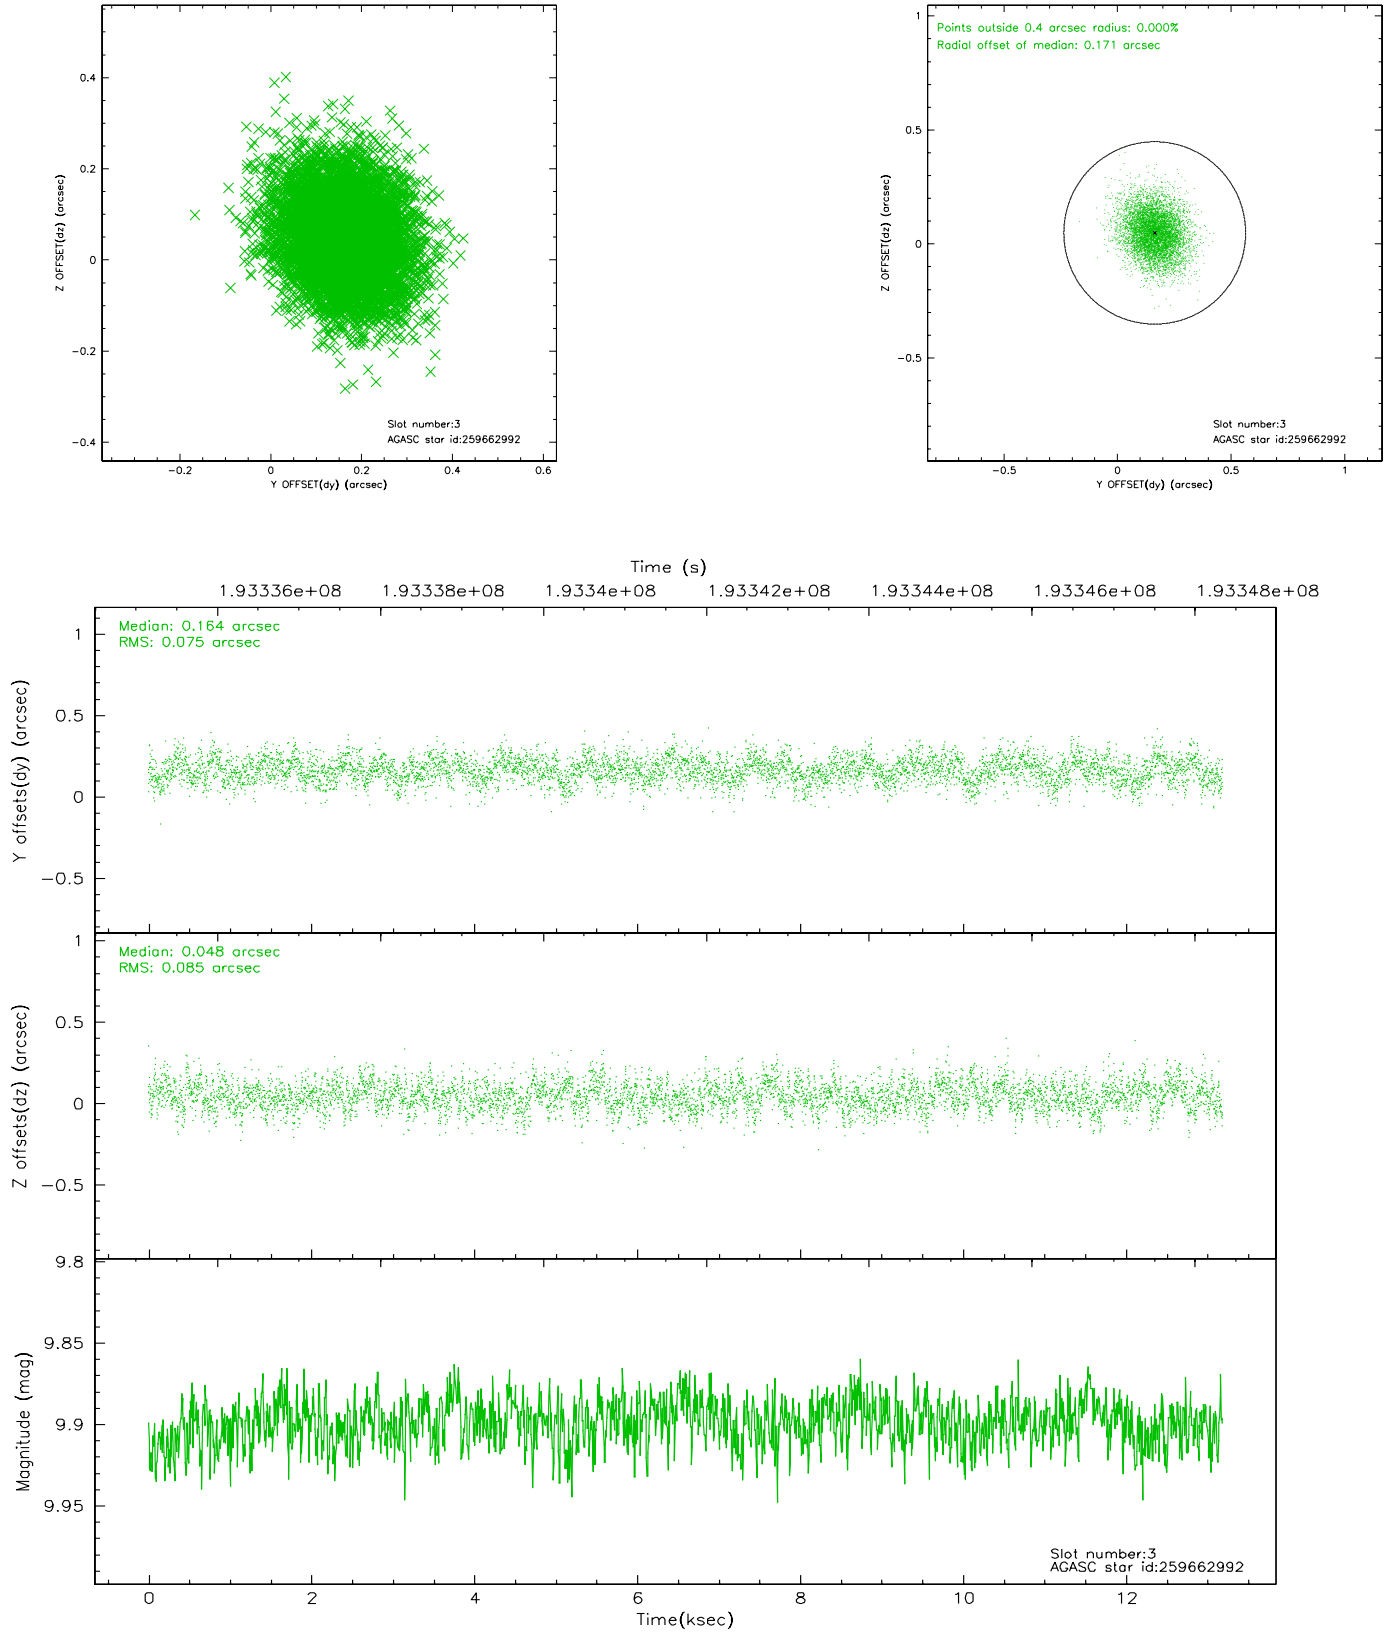 0.4
0.2
0
−0.2
−0.4
Z OFFSET(dz) (arcsec)
−0.2 0 0.2 0.4 0.6
Y OFFSET(dy) (arcsec)
Slot number:3
AGASC star id:259662992
Points outside 0.4 arcsec radius: 0.000%
Radial offset of median: 0.171 arcsec
1
0.5
0
−0.5
Z OFFSET(dz) (arcsec)
−0.5 0 0.5 1
Y OFFSET(dy) (arcsec)
Slot number:3
AGASC star id:259662992
Time (s)
1.93336e+08 1.93338e+08 1.9334e+08 1.93342e+08 1.93344e+08 1.93346e+08 1.93348e+08
Median: 0.164 arcsec
RMS: 0.075 arcsec
1
0.5
0
−0.5
Y offsets(dy) (arcsec)
Median: 0.048 arcsec
RMS: 0.085 arcsec
1
0.5
0
−0.5
Z offsets(dz) (arcsec)
9.8
9.85
9.9
9.95
Magnitude (mag)
Slot number:3
AGASC star id:259662992
0 2 4 6 8 10 12
Time(ksec)